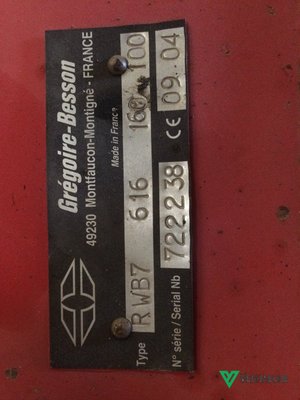 Grégoire-Besson
49230 Montfaucon-Montigné - FRANCE
Made in France
Type RWB7 616 160 100
N° série / Serial Nb 722238 CE 09.04